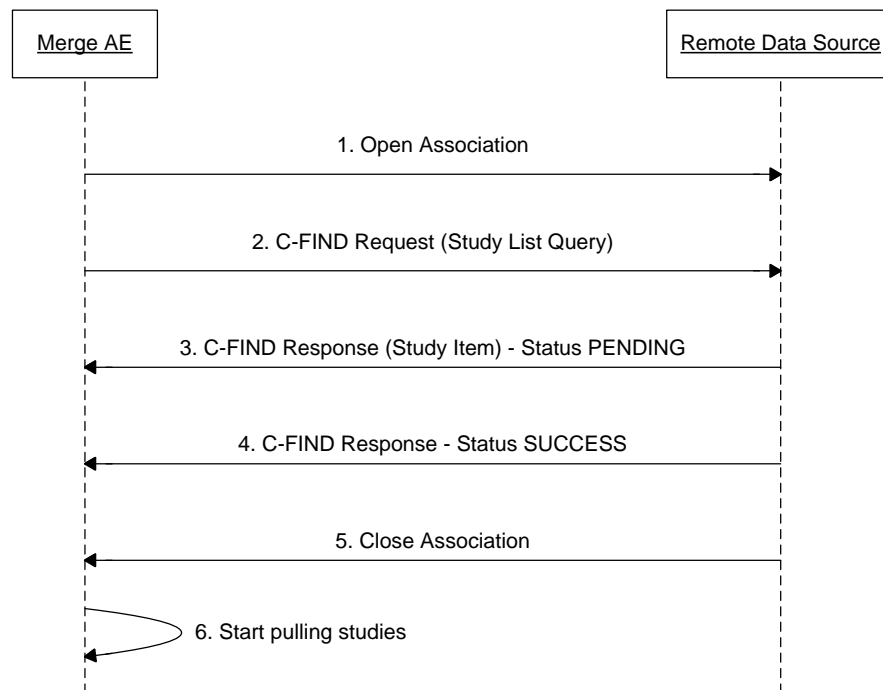 Merge AE
Remote Data Source
1. Open Association
2. C-FIND Request (Study List Query)
3. C-FIND Response (Study Item) - Status PENDING
4. C-FIND Response - Status SUCCESS
5. Close Association
6. Start pulling studies